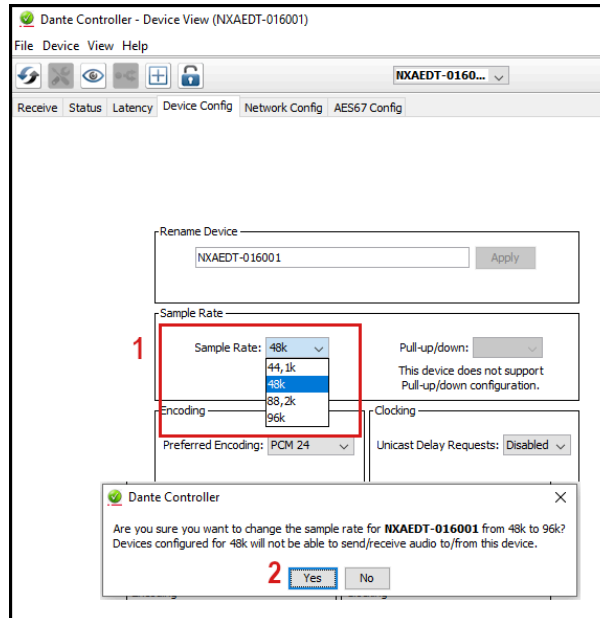 Dante Controller - Device View (NXAEDT-016001)
File Device View Help
NXAEDT-0160...
Receive Status Latency Device Config Network Config AES67 Config
Rename Device
NXAEDT-016001 Apply
Sample Rate
1
Sample Rate: 48k
Pull-up/down:
44,1k
48k
88,2k
96k
This device does not support
Pull-up/down configuration.
Encoding
Clocking
Preferred Encoding: PCM 24
Unicast Delay Requests: Disabled
Dante Controller
Are you sure you want to change the sample rate for NXAEDT-016001 from 48k to 96k?
Devices configured for 48k will not be able to send/receive audio to/from this device.
2 Yes No